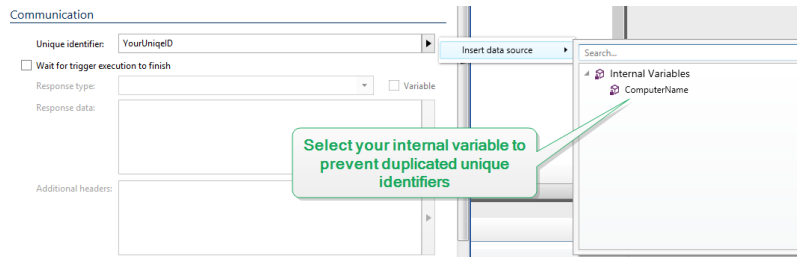 Communication
Unique identifier: YourUniqeID
Insert data source
Search...
Wait for trigger execution to finish
Internal Variables
Response type:
Variable
ComputerName
Response data:
Select your internal variable to
prevent duplicated unique
identifiers
Additional headers: